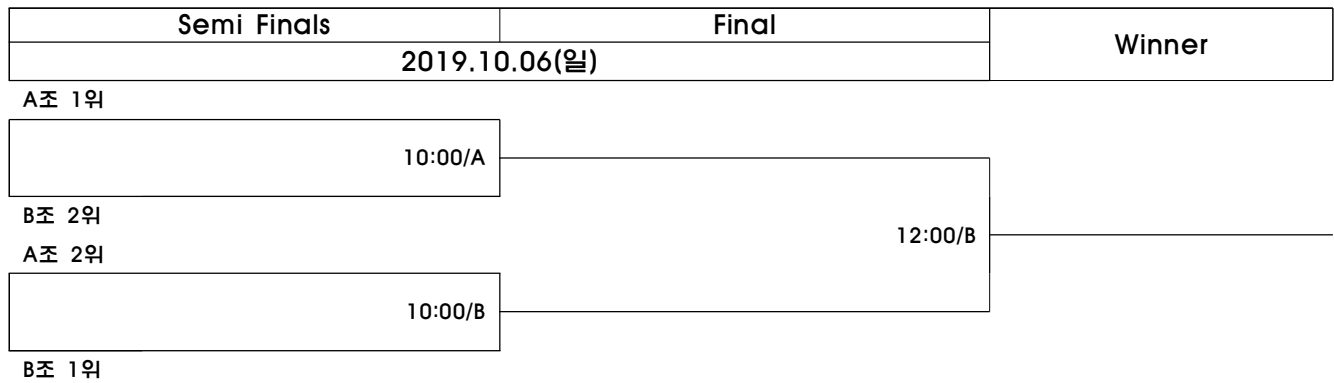 Semi Finals
Final
Winner
2019.10.06(일)
A조 1위
10:00/A
B조 2위
12:00/B
A조 2위
10:00/B
B조 1위